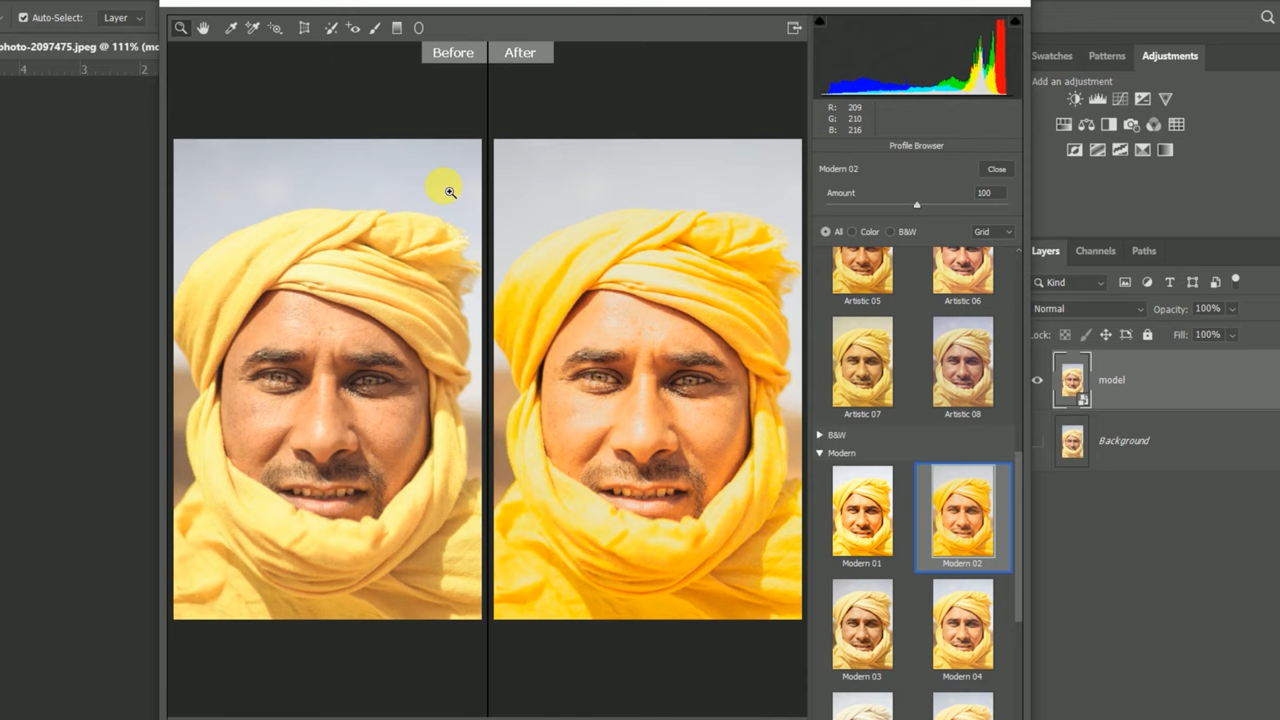 Auto-Select: Layer
photo-2097475.jpeg @ 111% (mo
4 3 2
Before After
R: 209
G: 210
B: 216
Profile Browser
Modern 02 Close
Amount 100
All Color B&W Grid
Artistic 05 Artistic 06
Artistic 07 Artistic 08
B&W
Modern
Modern 01 Modern 02
Modern 03 Modern 04
Swatches Patterns Adjustments
Add an adjustment
Layers Channels Paths
Kind
Normal Opacity: 100%
Lock: Fill: 100%
model
Background